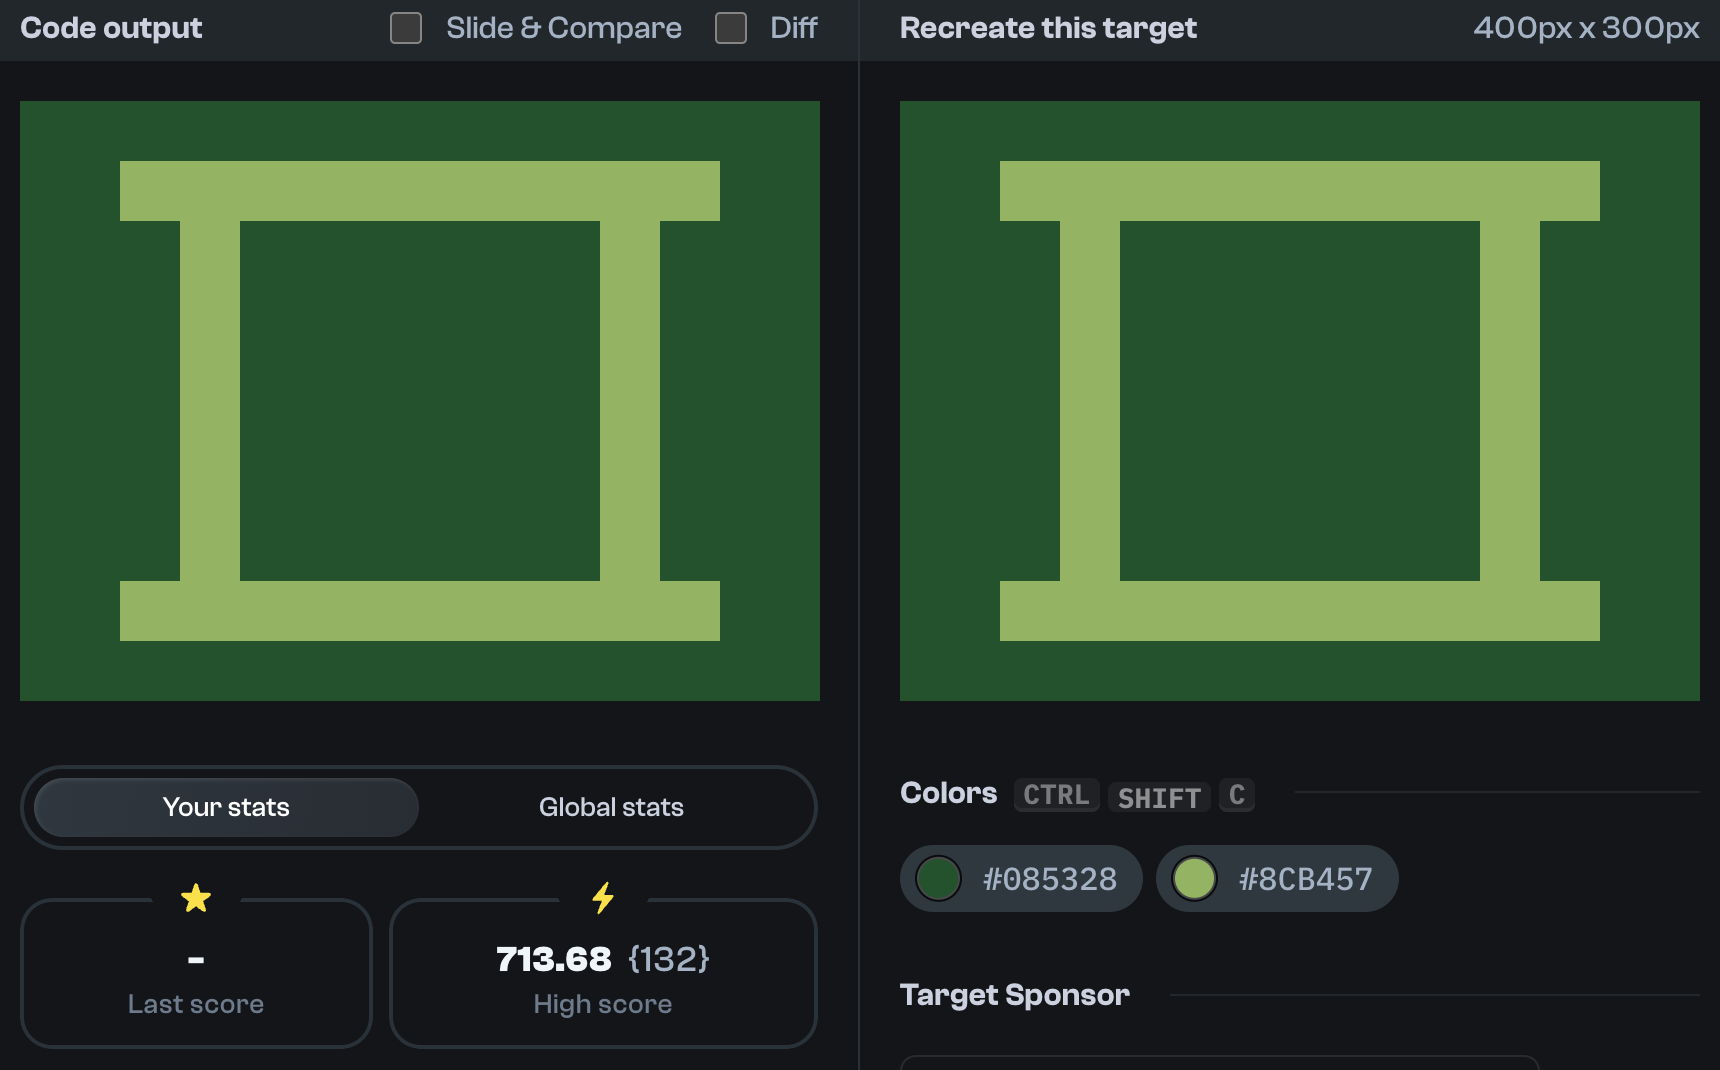 Code output
Slide & Compare
Diff
Recreate this target
400px x 300px
Your stats
Global stats
-
Last score
713.68 {132}
High score
Colors CTRL SHIFT C
#085328
#8CB457
Target Sponsor